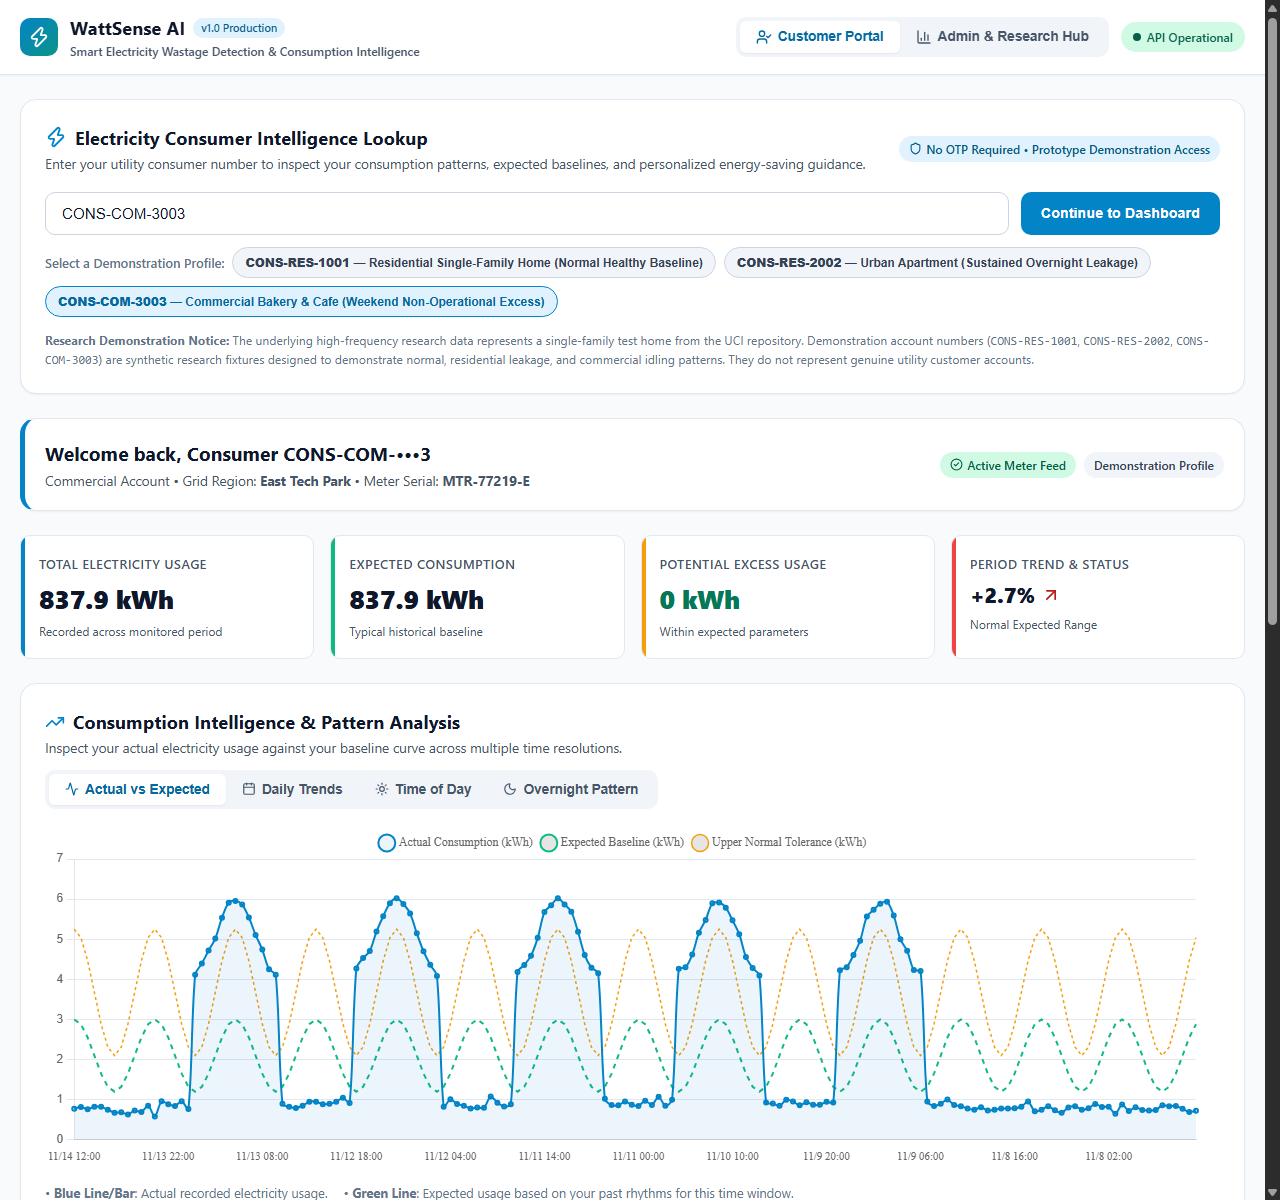 WattSense AI
v1.0 Production
Smart Electricity Wastage Detection & Consumption Intelligence
Customer Portal
Admin & Research Hub
API Operational
Electricity Consumer Intelligence Lookup
Enter your utility consumer number to inspect your consumption patterns, expected baselines, and personalized energy-saving guidance.
No OTP Required • Prototype Demonstration Access
CONS-COM-3003
Continue to Dashboard
Select a Demonstration Profile:
CONS-RES-1001 — Residential Single-Family Home (Normal Healthy Baseline)
CONS-RES-2002 — Urban Apartment (Sustained Overnight Leakage)
CONS-COM-3003 — Commercial Bakery & Cafe (Weekend Non-Operational Excess)
Research Demonstration Notice: The underlying high-frequency research data represents a single-family test home from the UCI repository. Demonstration account numbers (CONS-RES-1001, CONS-RES-2002, CONS-
COM-3003) are synthetic research fixtures designed to demonstrate normal, residential leakage, and commercial idling patterns. They do not represent genuine utility customer accounts.
Welcome back, Consumer CONS-COM-•••3
Commercial Account • Grid Region: East Tech Park • Meter Serial: MTR-77219-E
Active Meter Feed
Demonstration Profile
TOTAL ELECTRICITY USAGE
837.9 kWh
Recorded across monitored period
EXPECTED CONSUMPTION
837.9 kWh
Typical historical baseline
POTENTIAL EXCESS USAGE
0 kWh
Within expected parameters
PERIOD TREND & STATUS
+2.7%
Normal Expected Range
Consumption Intelligence & Pattern Analysis
Inspect your actual electricity usage against your baseline curve across multiple time resolutions.
Actual vs Expected
Daily Trends
Time of Day
Overnight Pattern
Actual Consumption (kWh)
Expected Baseline (kWh)
Upper Normal Tolerance (kWh)
7
6
5
4
3
2
1
0
11/14 12:00
11/13 22:00
11/13 08:00
11/12 18:00
11/12 04:00
11/11 14:00
11/11 00:00
11/10 10:00
11/9 20:00
11/9 06:00
11/8 16:00
11/8 02:00
• Blue Line/Bar: Actual recorded electricity usage.
• Green Line: Expected usage based on your past rhythms for this time window.